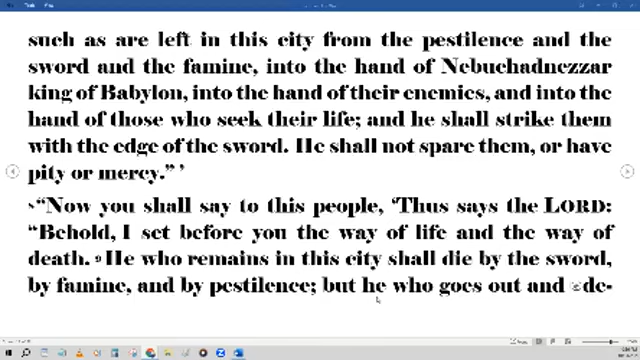 such as are left in this city from the pestilence and the
sword and the famine, into the hand of Nebuchadnezzar
king of Babylon, into the hand of their enemies, and into the
hand of those who seek their life; and he shall strike them
with the edge of the sword. He shall not spare them, or have
pity or mercy.” ’
“Now you shall say to this people, ‘Thus says the LORD:
“Behold, I set before you the way of life and the way of
death. 9 He who remains in this city shall die by the sword,
by famine, and by pestilence; but he who goes out and de-